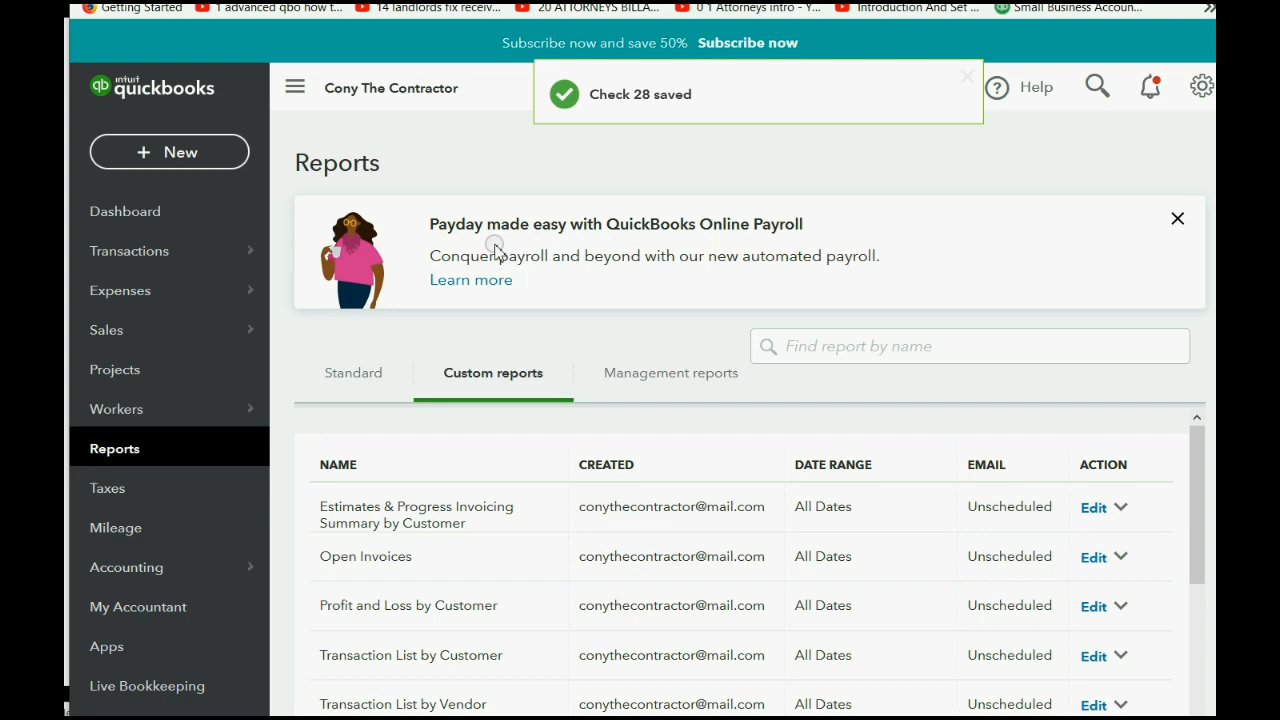 Getting Started
1 advanced qbo how t...
14 landlords fix receiv...
20 ATTORNEYS BILLA...
0 1 Attorneys intro - Y...
Introduction And Set ...
Small Business Accoun...
Subscribe now and save 50% Subscribe now
qb
intuit
quickbooks
Cony The Contractor
Check 28 saved
? Help
+ New
Reports
Dashboard
Transactions
Expenses
Sales
Projects
Workers
Reports
Taxes
Mileage
Accounting
My Accountant
Apps
Live Bookkeeping
Payday made easy with QuickBooks Online Payroll
Conquer payroll and beyond with our new automated payroll.
Learn more
Find report by name
Standard Custom reports Management reports
NAME CREATED DATE RANGE EMAIL ACTION
Estimates & Progress Invoicing
Summary by Customer
conythecontractor@mail.com All Dates Unscheduled Edit
Open Invoices conythecontractor@mail.com All Dates Unscheduled Edit
Profit and Loss by Customer conythecontractor@mail.com All Dates Unscheduled Edit
Transaction List by Customer conythecontractor@mail.com All Dates Unscheduled Edit
Transaction List by Vendor conythecontractor@mail.com All Dates Unscheduled Edit